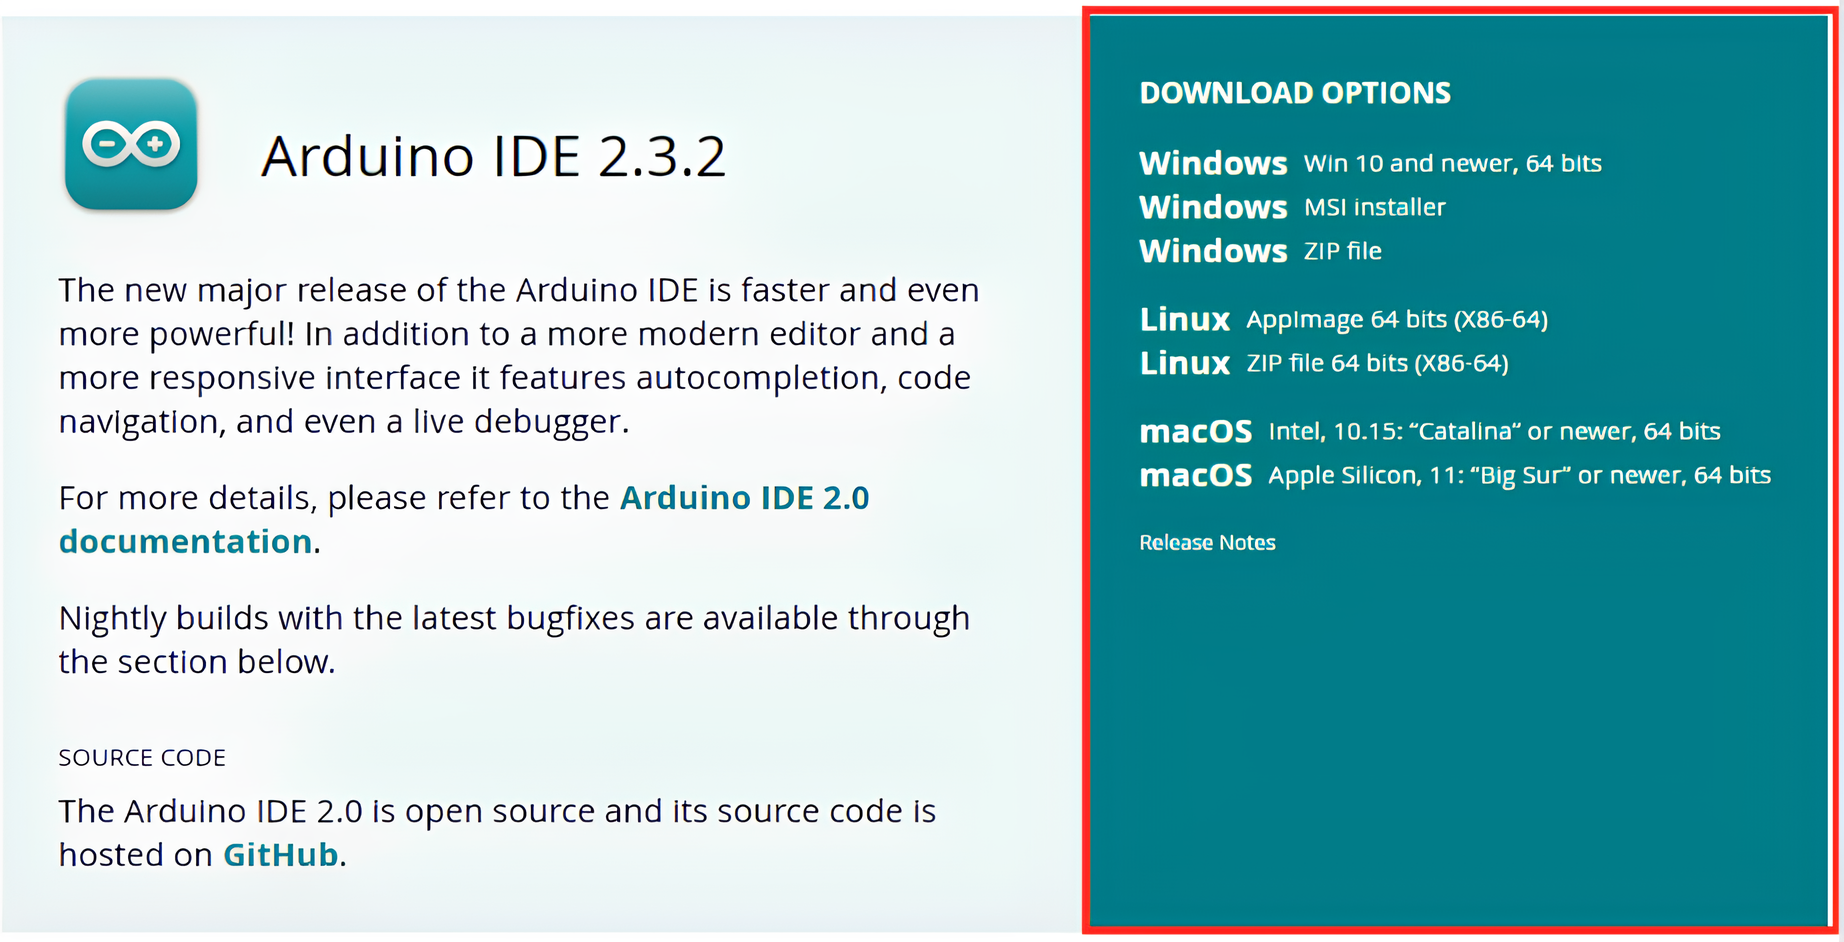 Arduino IDE 2.3.2
The new major release of the Arduino IDE is faster and even
more powerful! In addition to a more modern editor and a
more responsive interface it features autocompletion, code
navigation, and even a live debugger.
For more details, please refer to the Arduino IDE 2.0
documentation.
Nightly builds with the latest bugfixes are available through
the section below.
SOURCE CODE
The Arduino IDE 2.0 is open source and its source code is
hosted on GitHub.
DOWNLOAD OPTIONS
Windows Win 10 and newer, 64 bits
Windows MSI installer
Windows ZIP file
Linux AppImage 64 bits (X86-64)
Linux ZIP file 64 bits (X86-64)
macOS Intel, 10.15: “Catalina“ or newer, 64 bits
macOS Apple Silicon, 11: “Big Sur” or newer, 64 bits
Release Notes